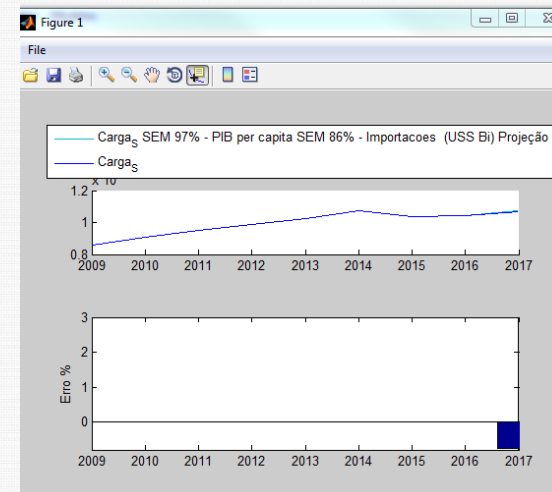 Figure 1
File
Carga_S SEM 97% - PIB per capita SEM 86% - Importacoes (USS Bi) Projeção
Carga_S
x 10
1.2
1
0.8
2009 2010 2011 2012 2013 2014 2015 2016 2017
3
2
1
0
Erro %
2009 2010 2011 2012 2013 2014 2015 2016 2017